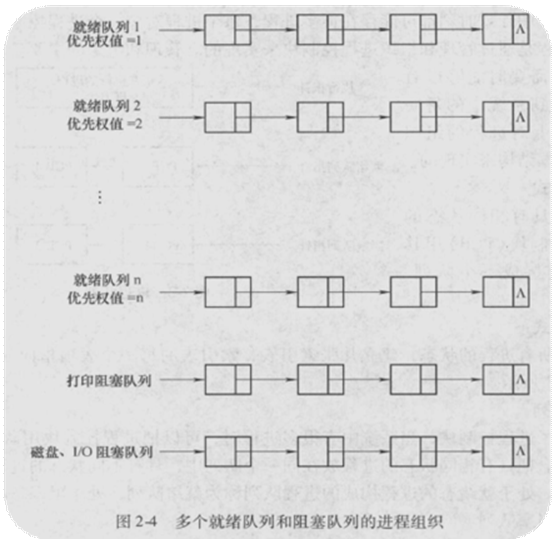 就绪队列 1
优先权值 =1
Λ
就绪队列 2
优先权值 =2
Λ
⋮
就绪队列 n
优先权值 =n
Λ
打印阻塞队列
Λ
磁盘、I/O 阻塞队列
Λ
图 2-4 多个就绪队列和阻塞队列的进程组织